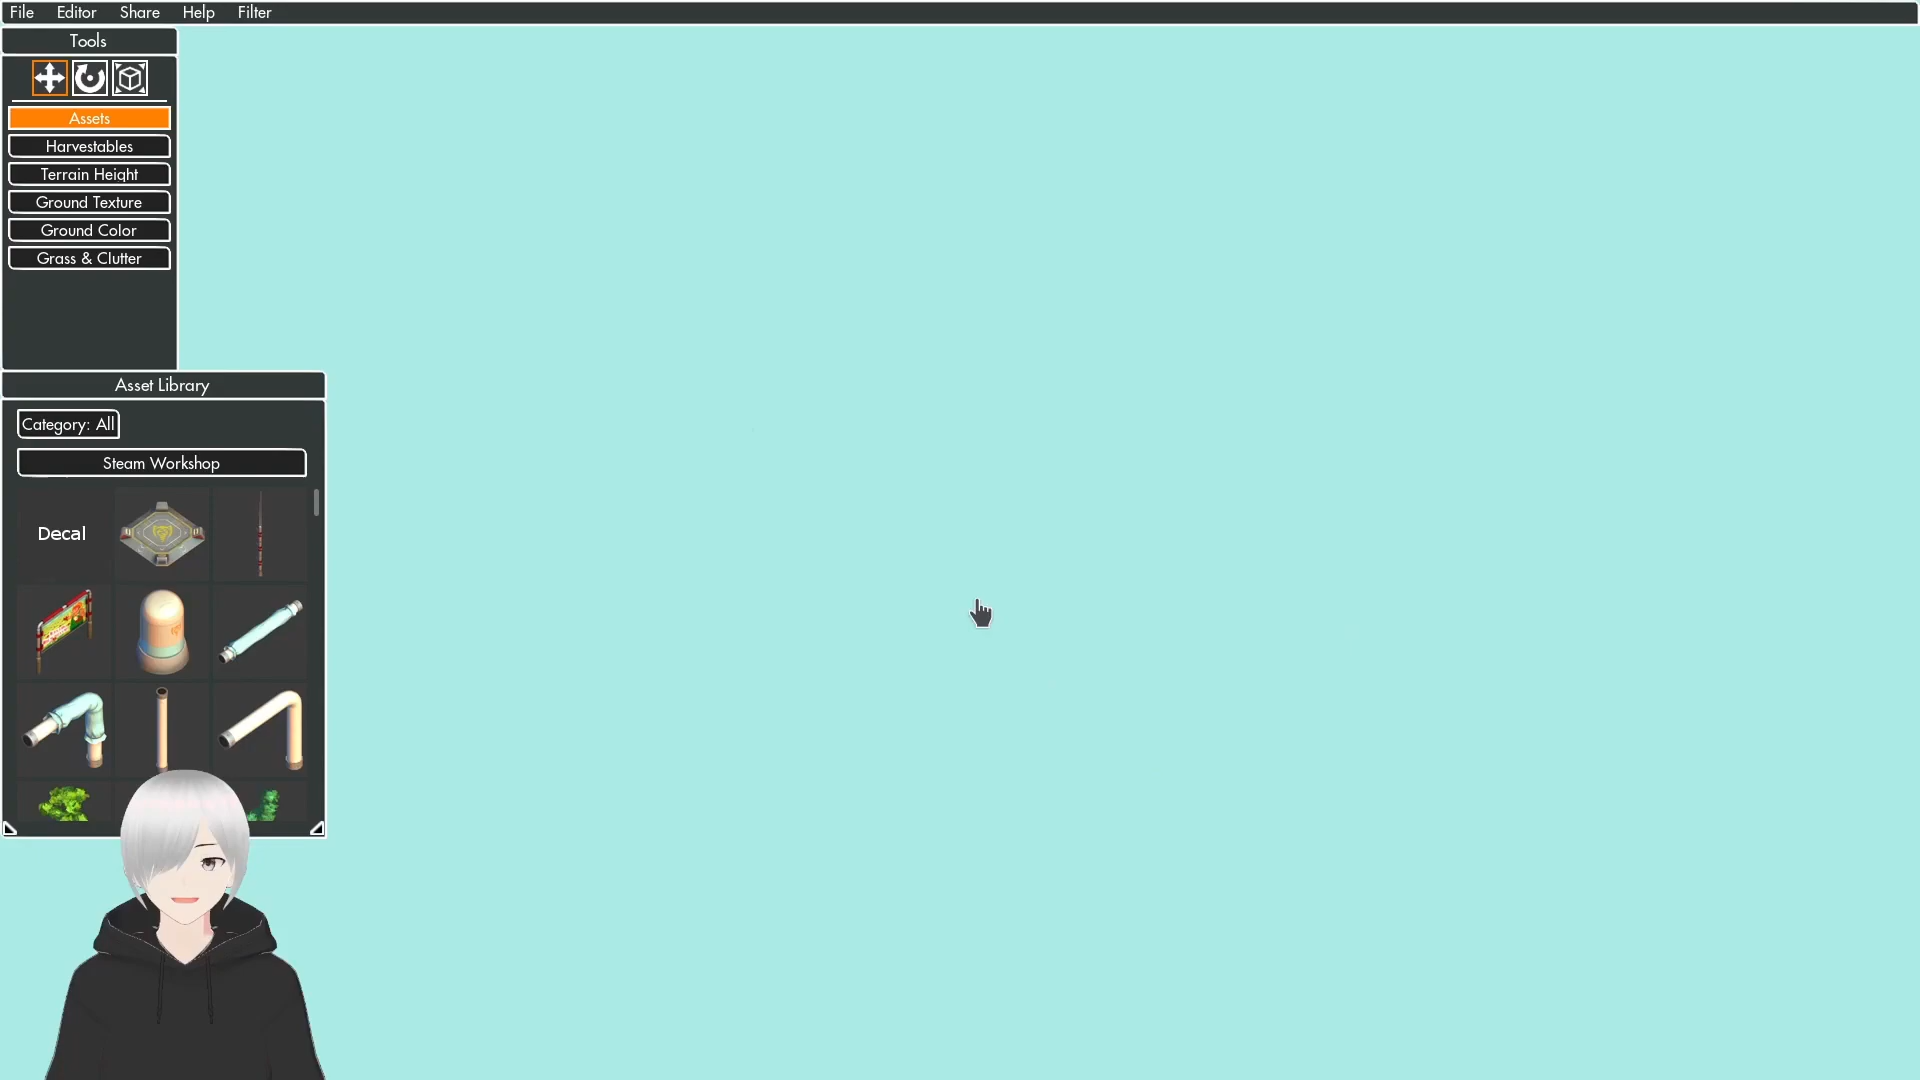 File Editor Share Help Filter
Tools
Assets
Harvestables
Terrain Height
Ground Texture
Ground Color
Grass & Clutter
Asset Library
Category: All
Steam Workshop
Decal